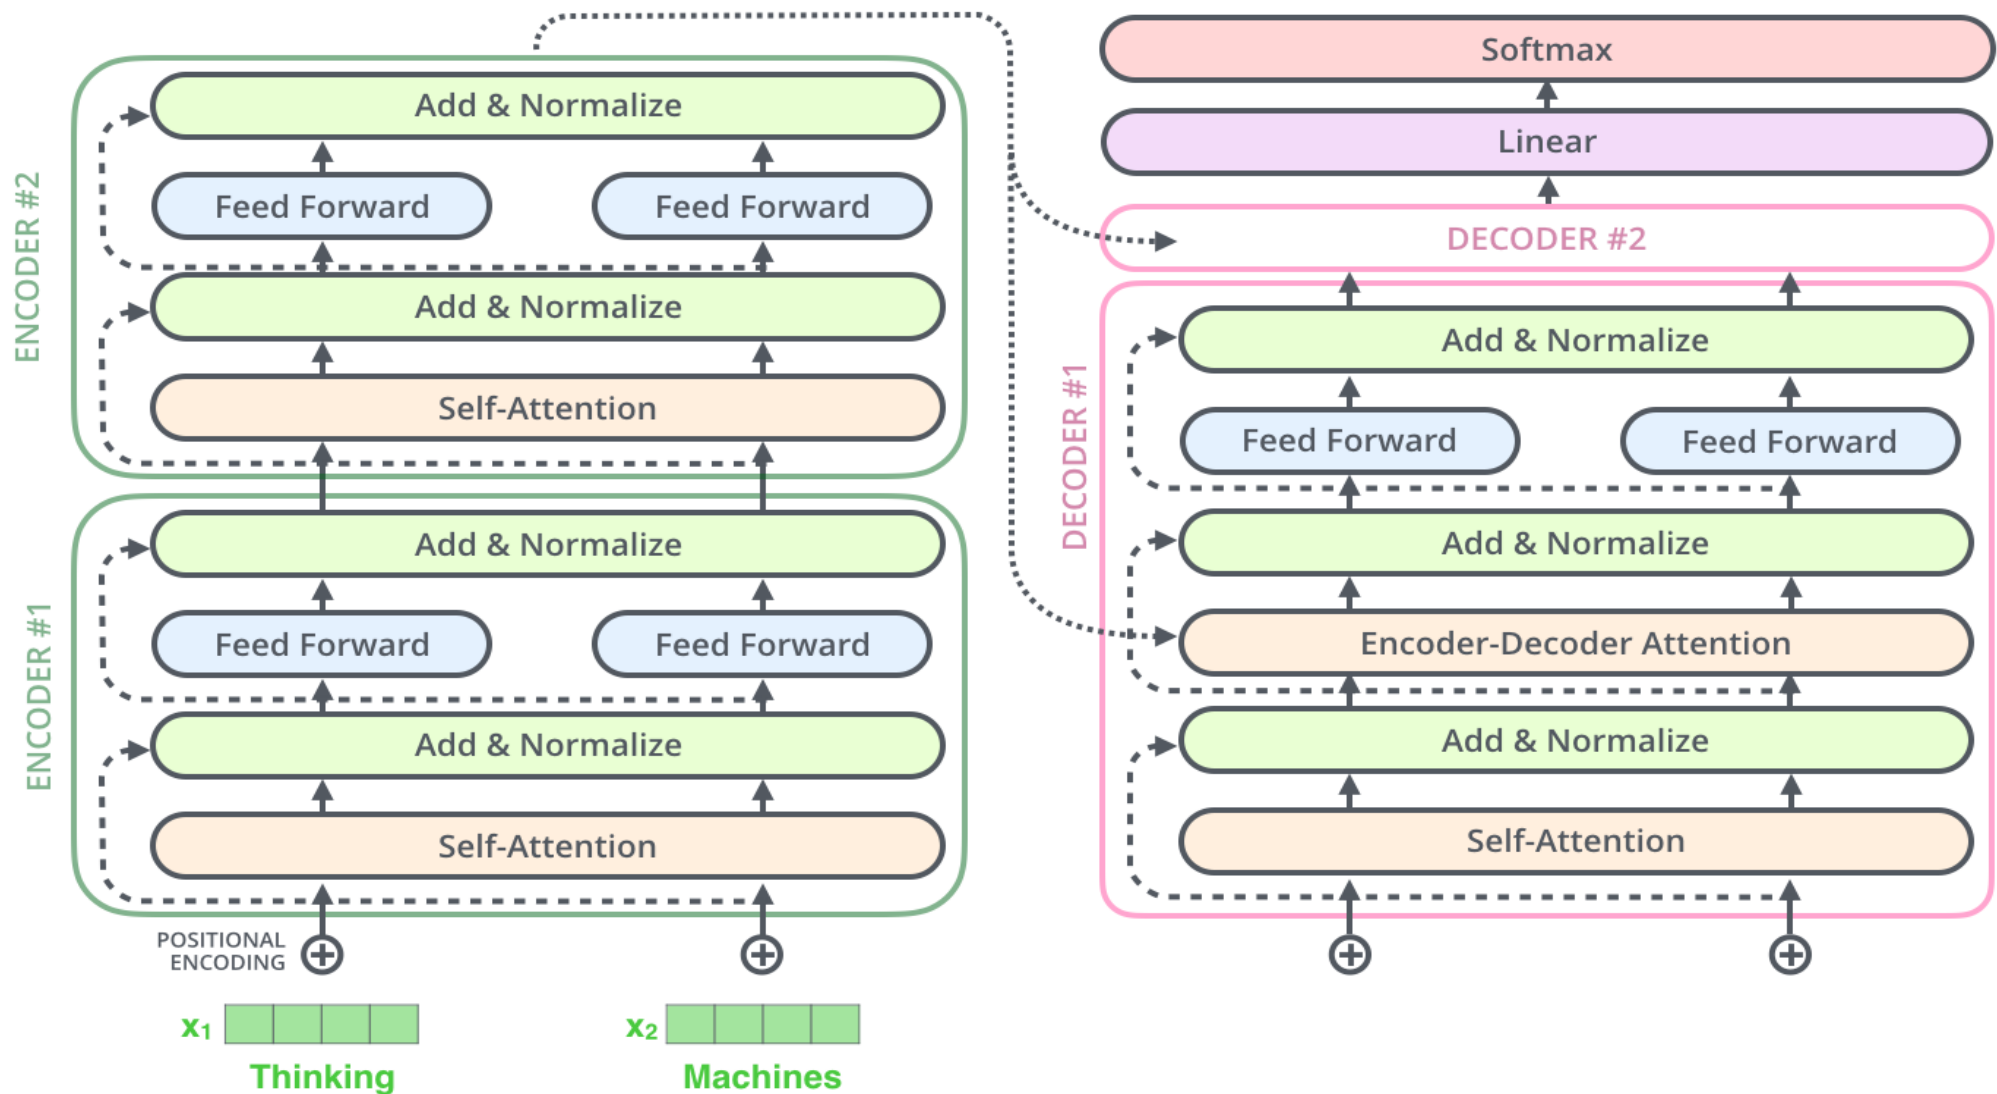 ENCODER #2
Add & Normalize
Feed Forward
Feed Forward
Add & Normalize
Self-Attention
ENCODER #1
Add & Normalize
Feed Forward
Feed Forward
Add & Normalize
Self-Attention
POSITIONAL
ENCODING
x₁
x₂
Thinking
Machines
Softmax
Linear
DECODER #2
DECODER #1
Add & Normalize
Feed Forward
Feed Forward
Add & Normalize
Encoder-Decoder Attention
Add & Normalize
Self-Attention